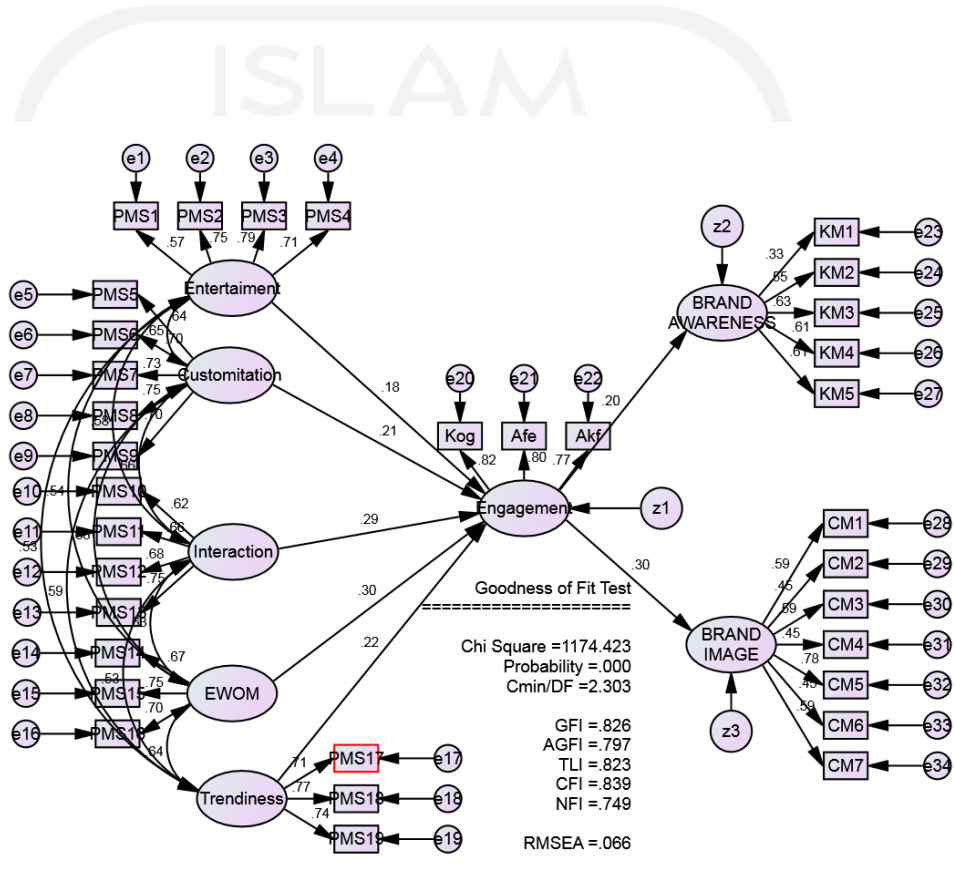 ISLAM
e1
e2
e3
e4
PMS1
PMS2
PMS3
PMS4
.57
.75
.79
.71
Entertaiment
z2
KM1
e23
KM2
e24
KM3
e25
KM4
e26
KM5
e27
.33
.63
.61
BRAND
AWARENESS
e5
PMS5
e6
PMS6
e7
PMS7
e8
PMS8
e9
PMS9
.64
.65
.70
.73
.75
.70
Customitation
.18
.21
e20
e21
e22
.20
Kog
Afe
Akf
.82
.80
.77
Engagement
z1
e10
PMS10
e11
PMS11
e12
PMS12
e13
e14
PMS14
e15
PMS15
e16
.58
.66
.54
.53
.59
.62
.66
.68
.75
Interaction
.29
.30
.22
.67
.75
.53
.70
EWOM
.64
.30
CM1
e28
CM2
e29
CM3
e30
CM4
e31
CM5
e32
CM6
e33
CM7
e34
.59
.45
.59
.45
.78
.59
BRAND
IMAGE
z3
Goodness of Fit Test
=====================
Chi Square =1174.423
Probability =.000
Cmin/DF =2.303
GFI =.826
AGFI =.797
TLI =.823
CFI =.839
NFI =.749
RMSEA =.066
Trendiness
.71
.77
.74
PMS17
e17
PMS18
e18
PMS19
e19